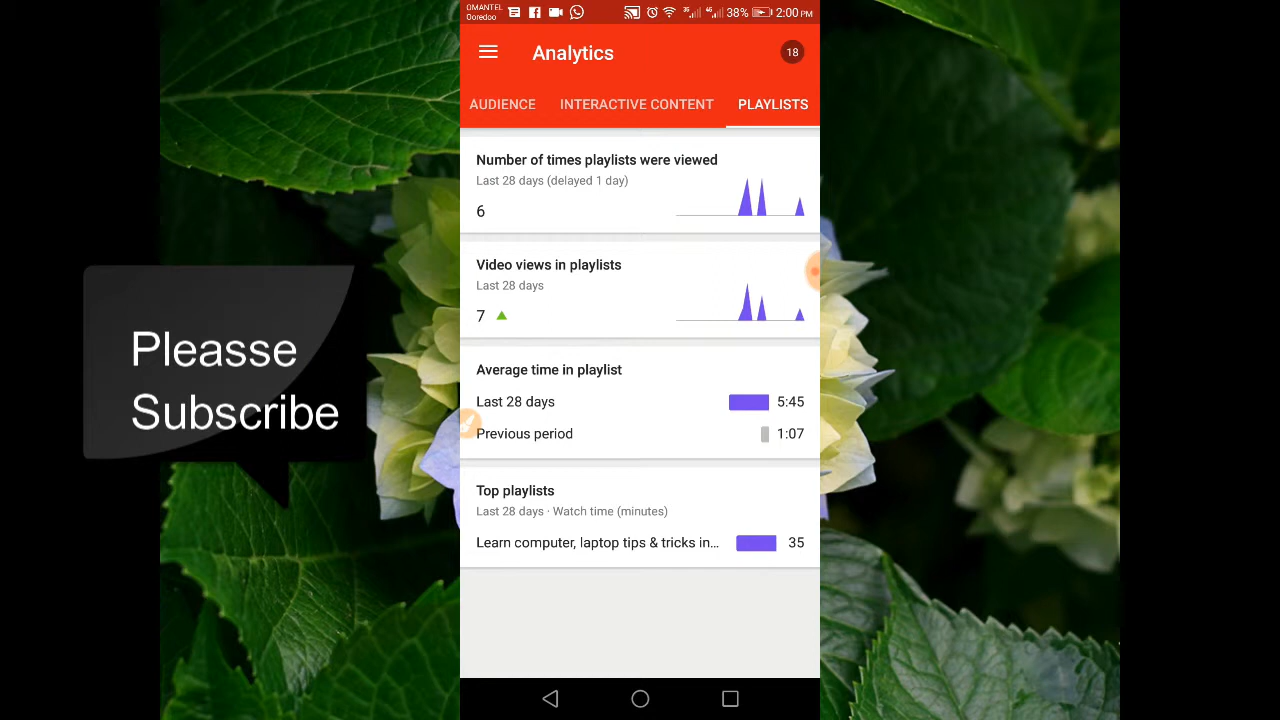 OMANTEL
Ooredoo
3G
4G
38%
2:00 PM
Analytics
18
AUDIENCE
INTERACTIVE CONTENT
PLAYLISTS
Number of times playlists were viewed
Last 28 days (delayed 1 day)
6
Video views in playlists
Last 28 days
7
Average time in playlist
Last 28 days 5:45
Previous period 1:07
Top playlists
Last 28 days · Watch time (minutes)
Learn computer, laptop tips & tricks in... 35
Pleasse
Subscribe